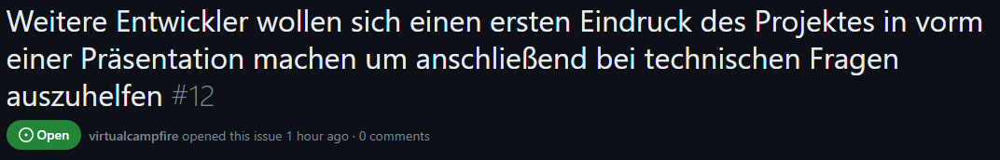 Weitere Entwickler wollen sich einen ersten Eindruck des Projektes in vorm
einer Präsentation machen um anschließend bei technischen Fragen
auszuhelfen #12
Open virtualcampfire opened this issue 1 hour ago · 0 comments